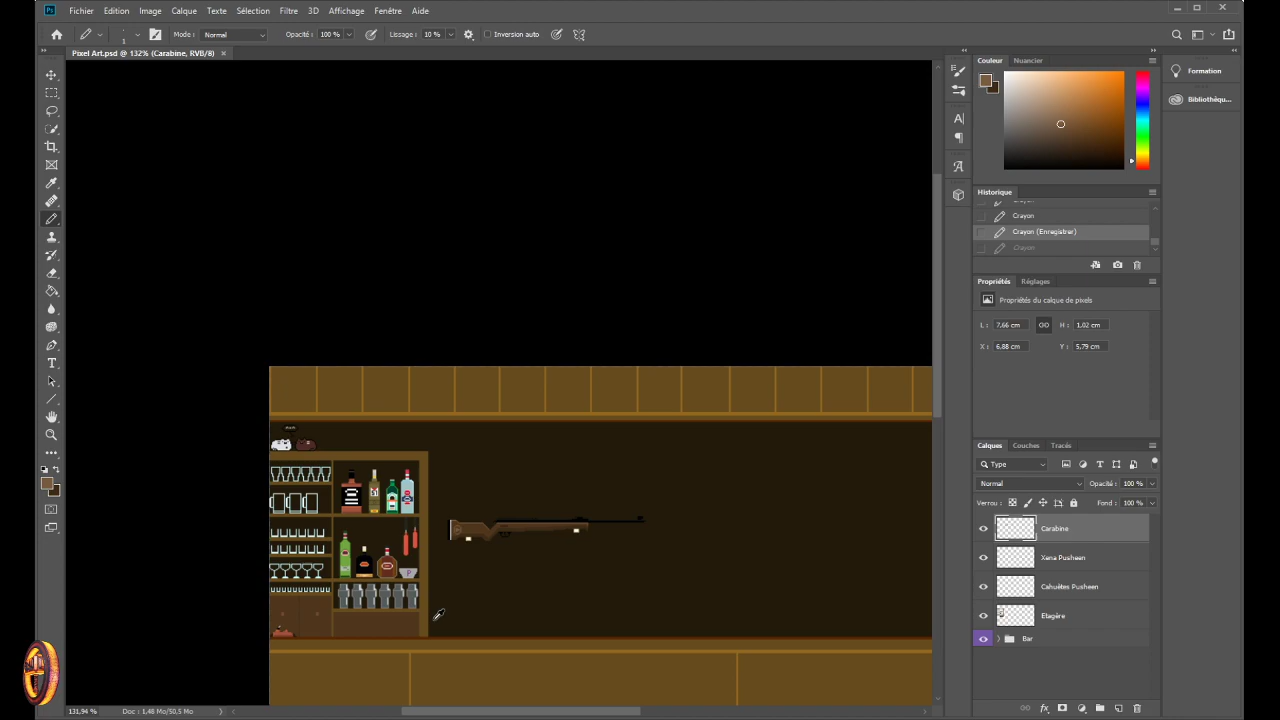 Ps Fichier Edition Image Calque Texte Sélection Filtre 3D Affichage Fenêtre Aide
1 Mode : Normal Opacité : 100 % Lissage : 10 % Inversion auto
Pixel Art.psd @ 132% (Carabine, RVB/8) ×
Couleur Nuancier
Formation
Bibliothèqu...
Historique
Crayon
Crayon (Enregistrer)
Crayon
Propriétés Réglages
Propriétés du calque de pixels
L : 7,66 cm H : 1,02 cm
X : 6,88 cm Y : 5,79 cm
Calques Couches Tracés
Type
Normal Opacité : 100 %
Verrou : Fond : 100 %
Carabine
Xena Pusheen
Cahuètes Pusheen
Etagère
Bar
131,94 % Doc : 1,48 Mo/50,5 Mo